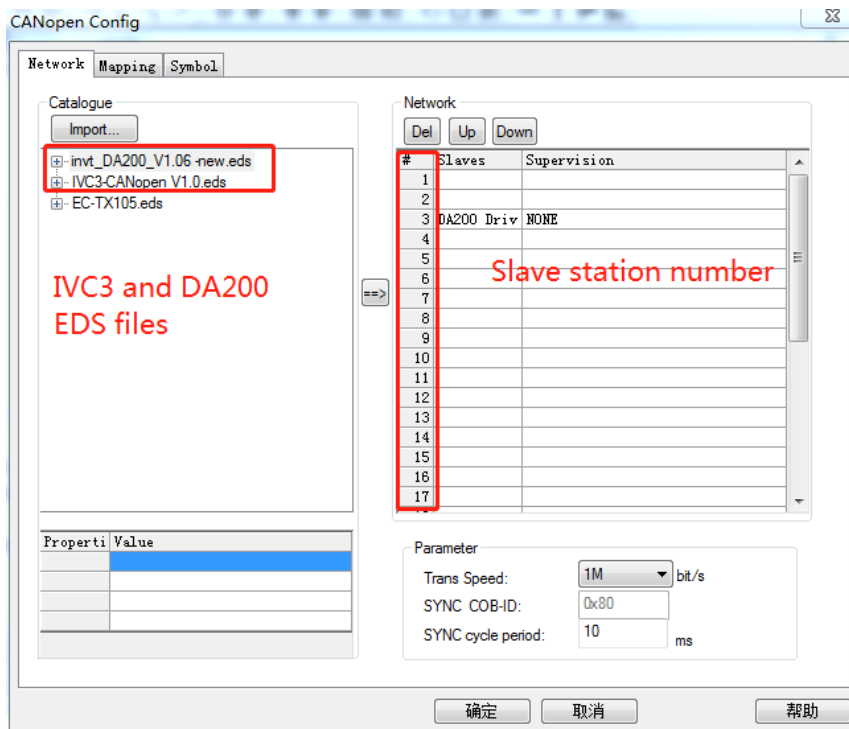 CANopen Config
Network Mapping Symbol
Catalogue
Import...
invt_DA200_V1.06 -new.eds
IVC3-CANopen V1.0.eds
EC-TX105.eds
IVC3 and DA200
EDS files
Properti Value
==>
Network
Del Up Down
# Slaves Supervision
1
2
3 DA200 Driv NONE
4
5
6
7
8
9
10
11
12
13
14
15
16
17
Slave station number
Parameter
Trans Speed: 1M bit/s
SYNC COB-ID: 0x80
SYNC cycle period: 10 ms
确定 取消 帮助